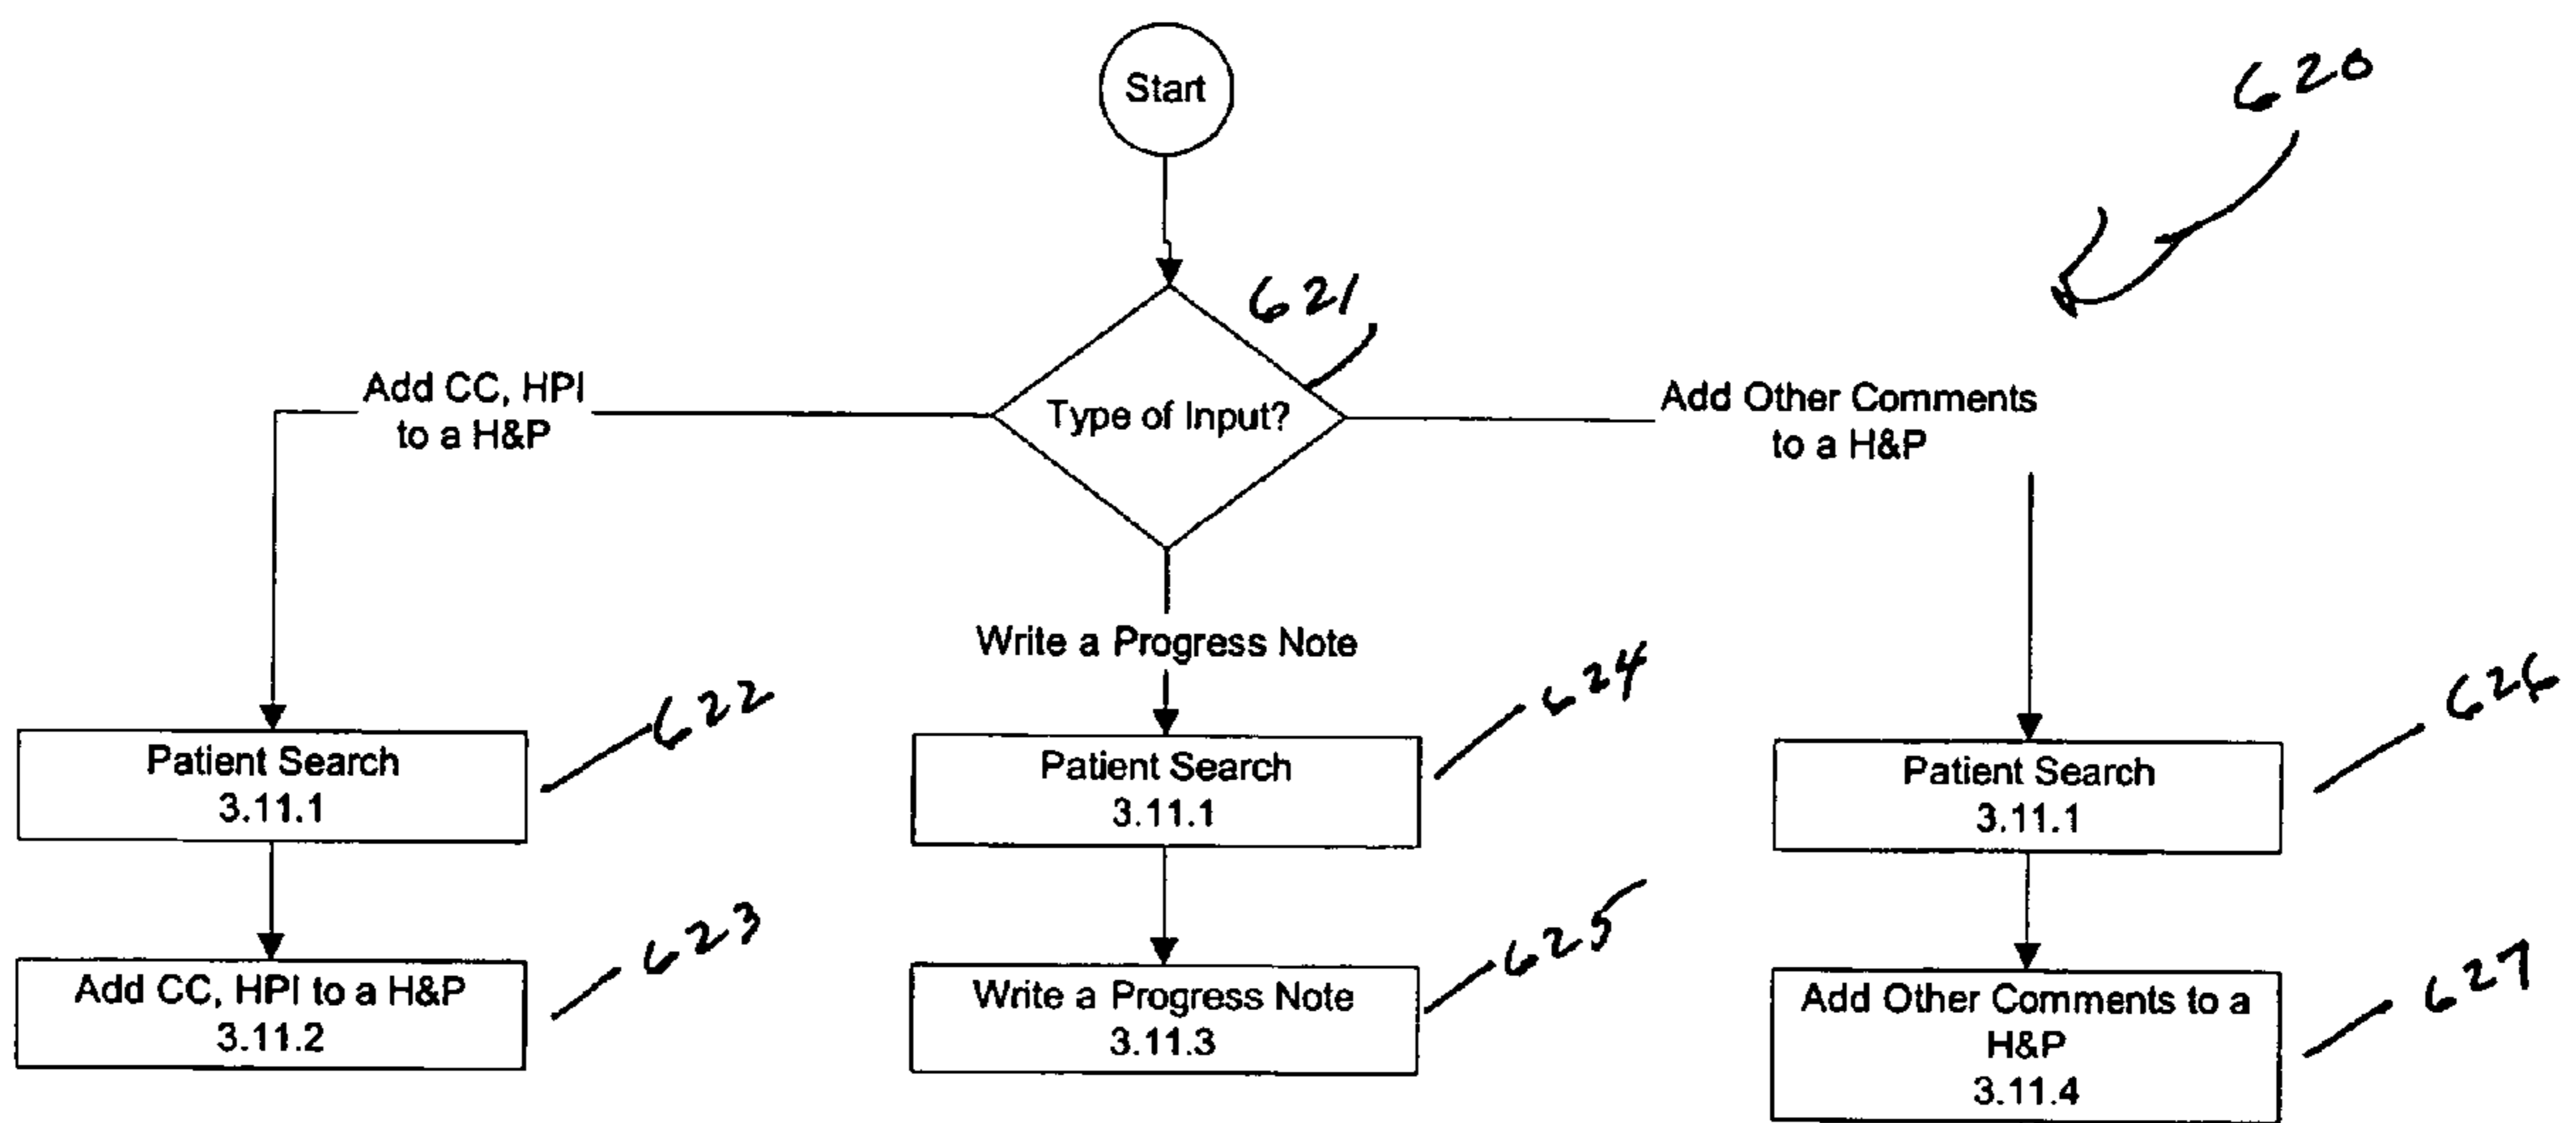 Start
620
621
Type of Input?
Add CC, HPI
to a H&P
Add Other Comments
to a H&P
Write a Progress Note
Patient Search
3.11.1
622
Patient Search
3.11.1
624
Patient Search
3.11.1
626
Add CC, HPI to a H&P
3.11.2
623
Write a Progress Note
3.11.3
625
Add Other Comments to a
H&P
3.11.4
627